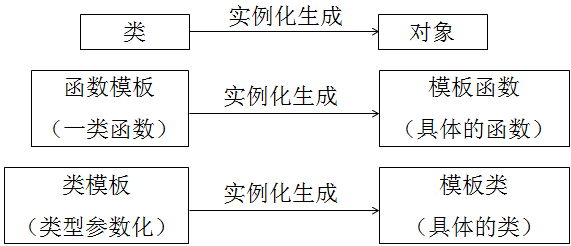 类
实例化生成
对象
函数模板
（一类函数）
实例化生成
模板函数
（具体的函数）
类模板
（类型参数化）
实例化生成
模板类
（具体的类）